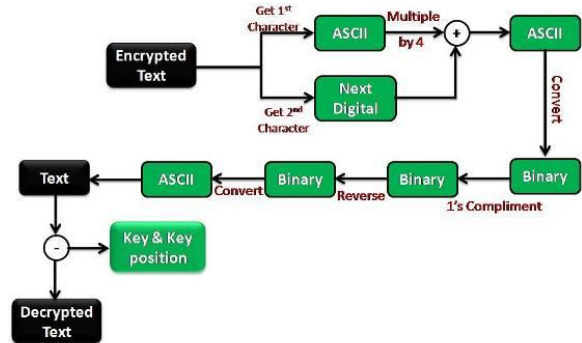 Get 1st
Character
ASCII
Multiple
by 4
+
ASCII
Encrypted
Text
Next
Digital
Get 2nd
Character
Convert
Text
ASCII
Convert
Binary
Reverse
Binary
1's Compliment
Binary
-
Key & Key
position
Decrypted
Text